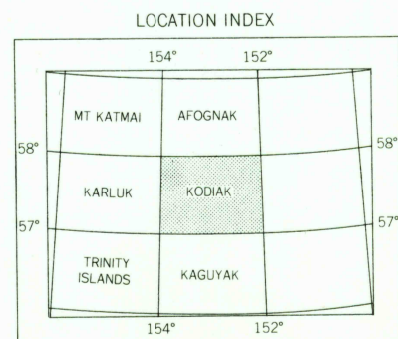 LOCATION INDEX
154° 152°
MT KATMAI AFOGNAK
58° 58°
KARLUK KODIAK
57° 57°
TRINITY
ISLANDS KAGUYAK
154° 152°